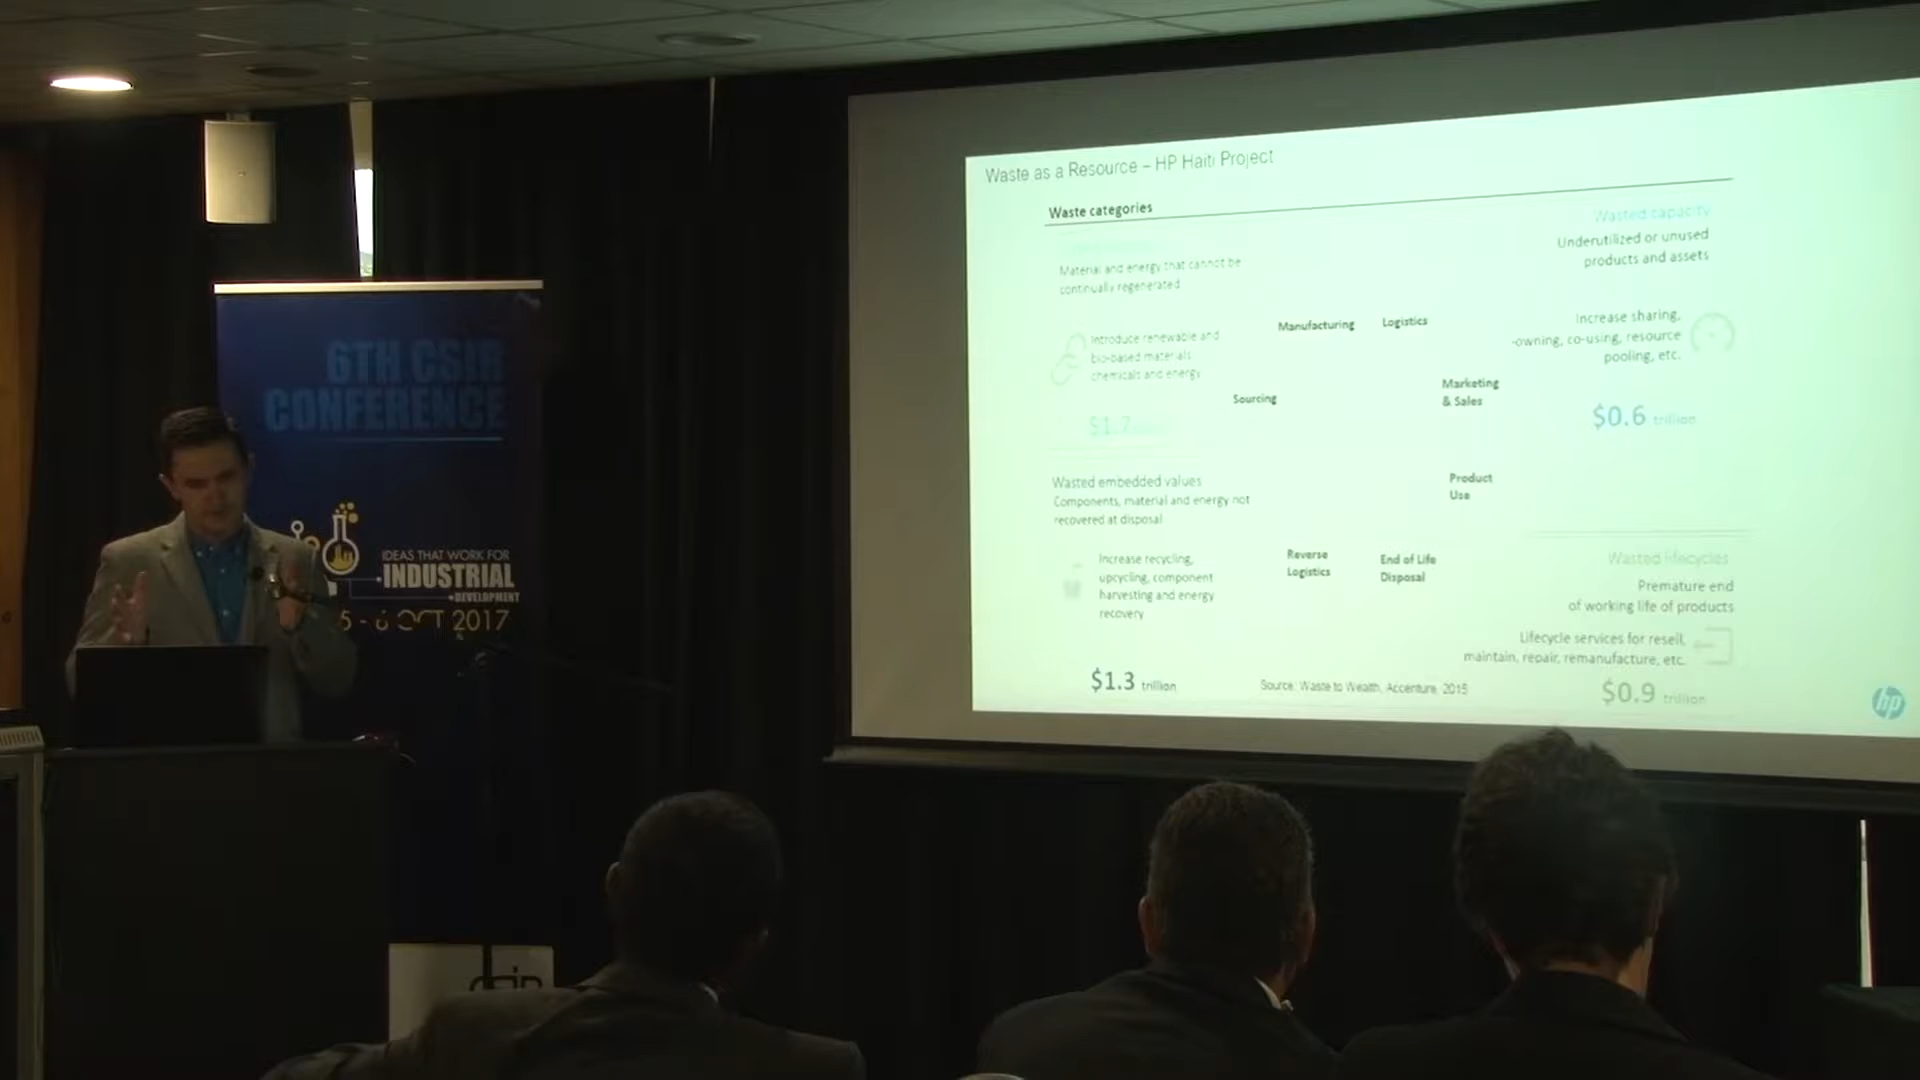 6TH CSIR
CONFERENCE
IDEAS THAT WORK FOR
INDUSTRIAL
DEVELOPMENT
5 - 6 OCT 2017
Waste as a Resource – HP Haiti Project
Waste categories
Material and energy that cannot be
continually regenerated
Introduce renewable and
bio-based materials
chemicals and energy
$1.7
Wasted embedded values
Components, material and energy not
recovered at disposal
Increase recycling,
upcycling, component
harvesting and energy
recovery
$1.3 trillion
Manufacturing
Logistics
Sourcing
Marketing
& Sales
Product
Use
Reverse
Logistics
End of Life
Disposal
Source: Waste to Wealth, Accenture, 2015
Wasted capacity
Underutilized or unused
products and assets
Increase sharing,
-owning, co-using, resource
pooling, etc.
$0.6 trillion
Wasted lifecycles
Premature end
of working life of products
Lifecycle services for resell,
maintain, repair, remanufacture, etc.
$0.9 trillion
hp